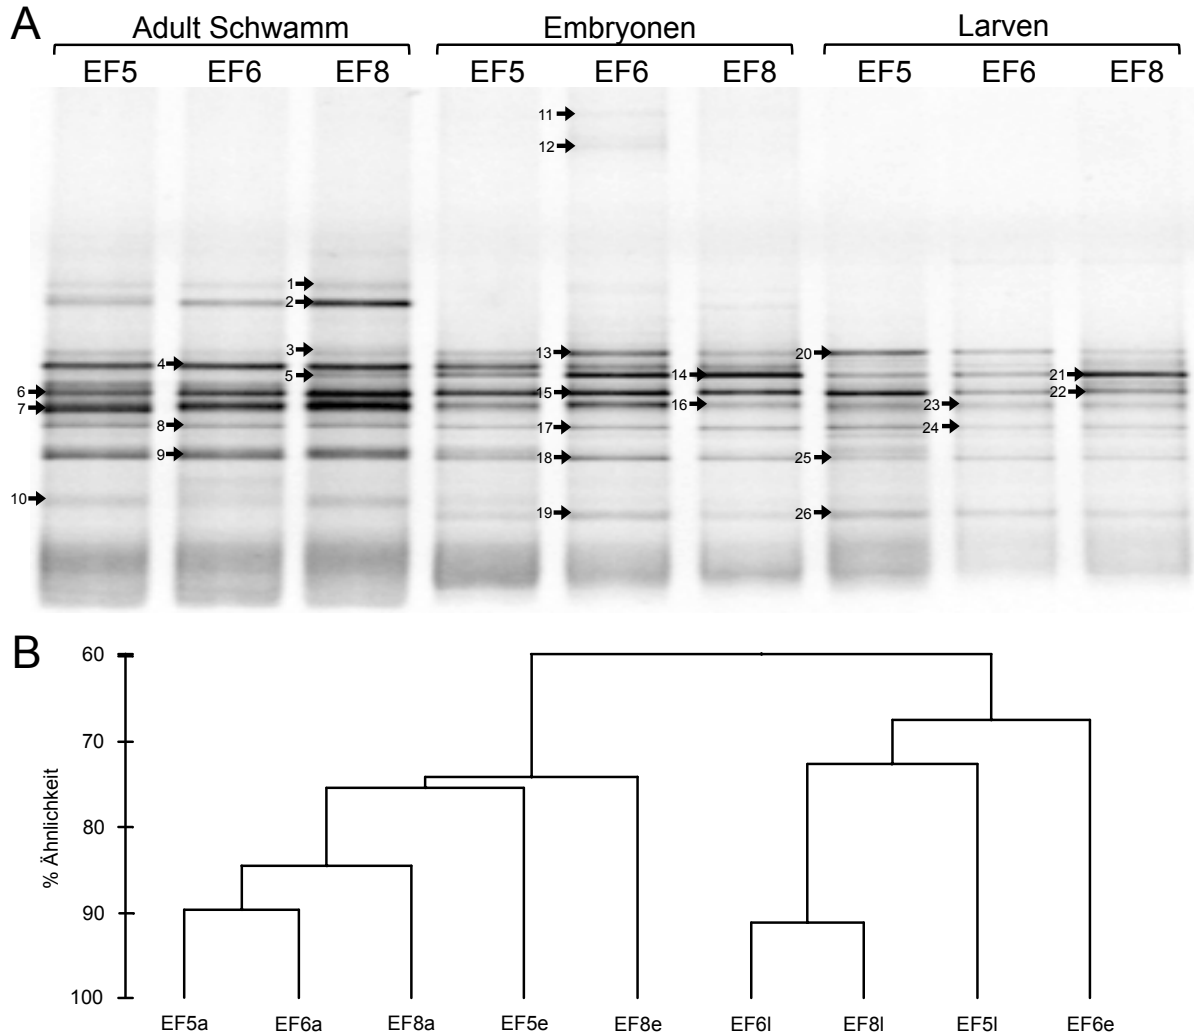 A
Adult Schwamm Embryonen Larven
EF5 EF6 EF8 EF5 EF6 EF8 EF5 EF6 EF8
11
12
1
2
3 13 20
4
5 14 21
6 15 22
7 16 23
8 17 24
9 18 25
10
19 26
B
% Ähnlichkeit
60
70
80
90
100
EF5a EF6a EF8a EF5e EF8e EF6l EF8l EF5l EF6e